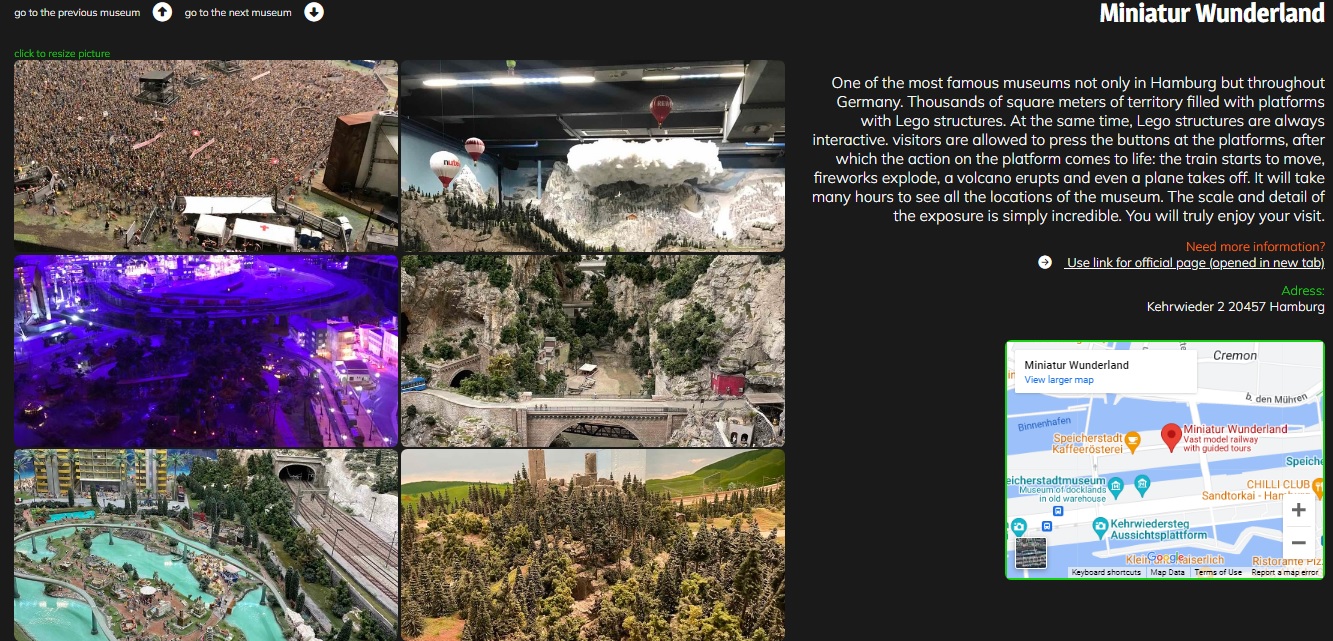 go to the previous museum
go to the next museum
Miniatur Wunderland
click to resize picture
One of the most famous museums not only in Hamburg but throughout
Germany. Thousands of square meters of territory filled with platforms
with Lego structures. At the same time, Lego structures are always
interactive. visitors are allowed to press the buttons at the platforms, after
which the action on the platform comes to life: the train starts to move,
fireworks explode, a volcano erupts and even a plane takes off. It will take
many hours to see all the locations of the museum. The scale and detail of
the exposure is simply incredible. You will truly enjoy your visit.
Need more information?
Use link for official page (opened in new tab)
Adress:
Kehrwieder 2 20457 Hamburg
Miniatur Wunderland
View larger map
Cremon
b. den Mühren
Binnenhafen
Speicherstadt
Kaffeerösterei
Miniatur Wunderland
Vast model railway
with guided tours
Speiche
eicherstadtmuseum
Museum of docklands
in old warehouse
CHILLI CLUB
Sandtorkai - Hamburg
Kehrwiedersteg
Aussichtsplattform
Google
Ristorante Piz
Keyboard shortcuts
Map Data
Terms of Use
Report a map error